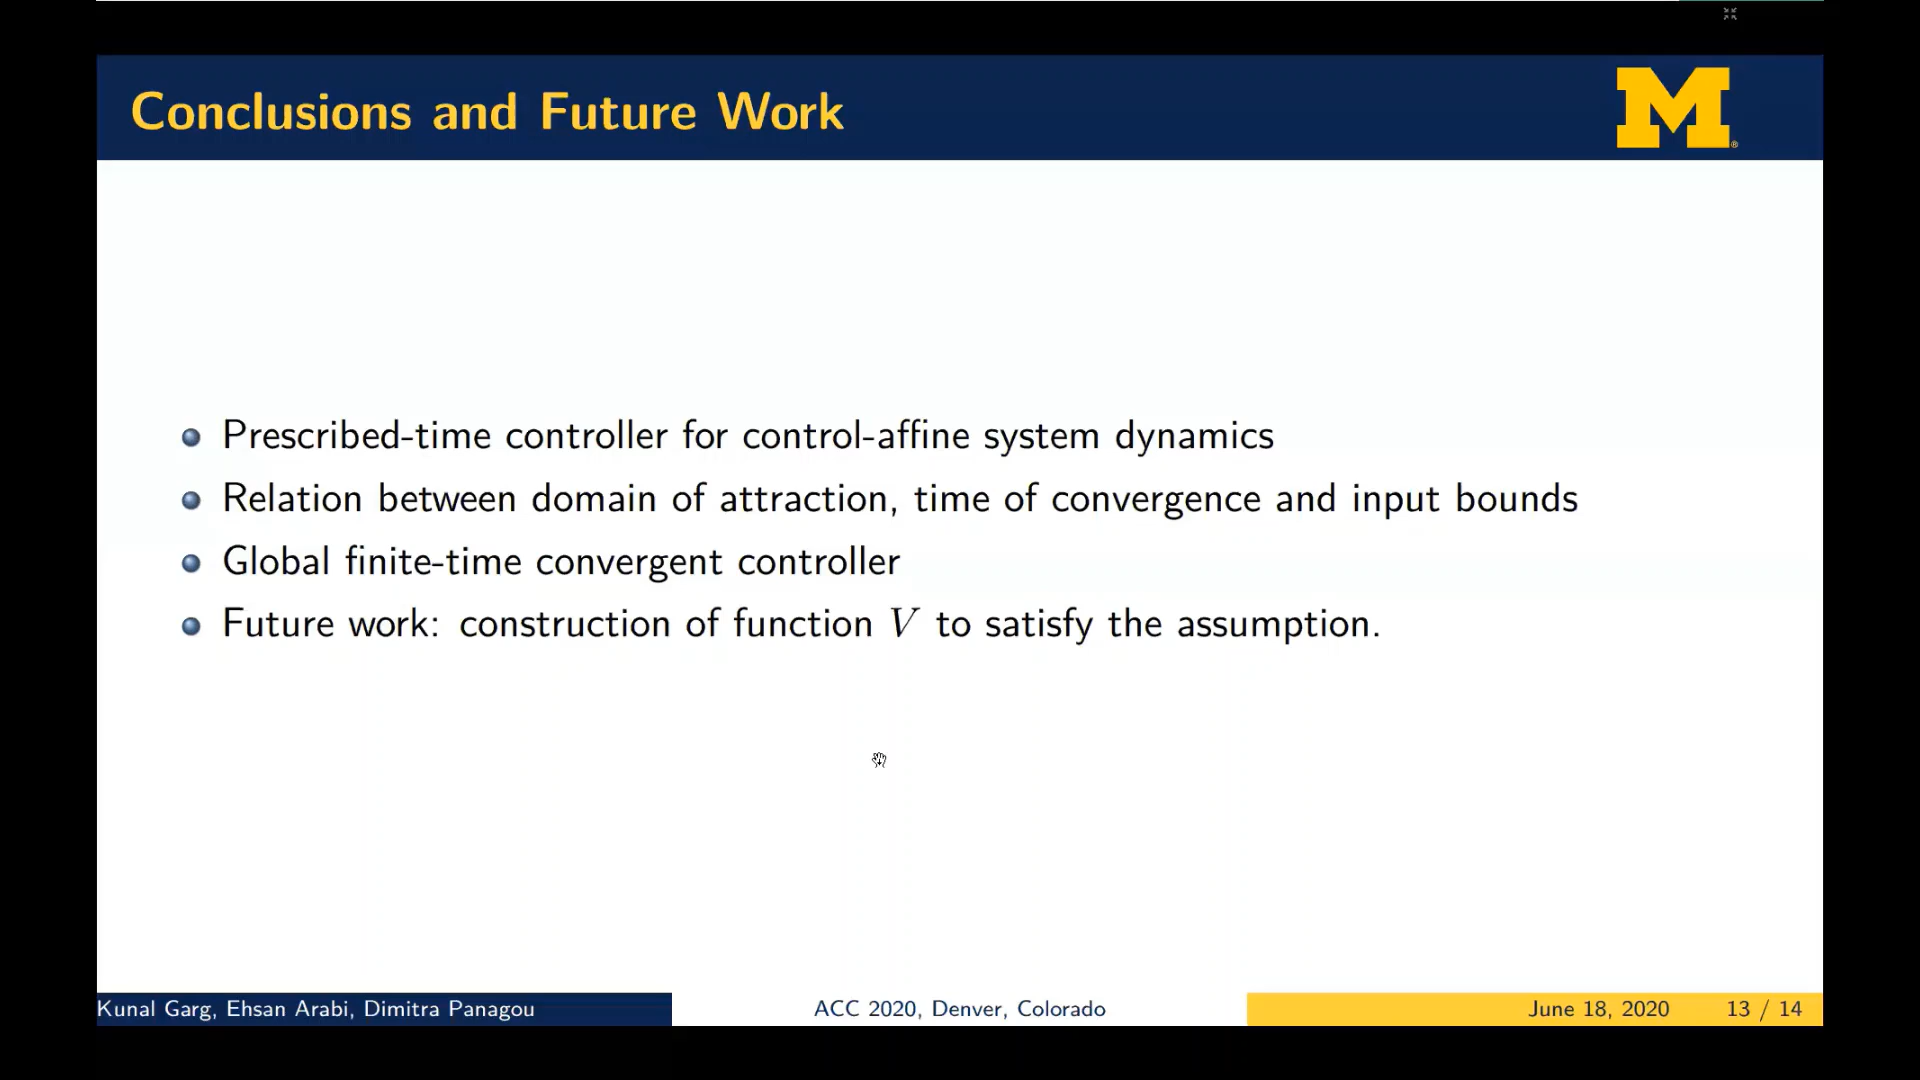 Conclusions and Future Work
M
®
Prescribed-time controller for control-affine system dynamics
Relation between domain of attraction, time of convergence and input bounds
Global finite-time convergent controller
Future work: construction of function V to satisfy the assumption.
Kunal Garg, Ehsan Arabi, Dimitra Panagou
ACC 2020, Denver, Colorado
June 18, 2020
13 / 14